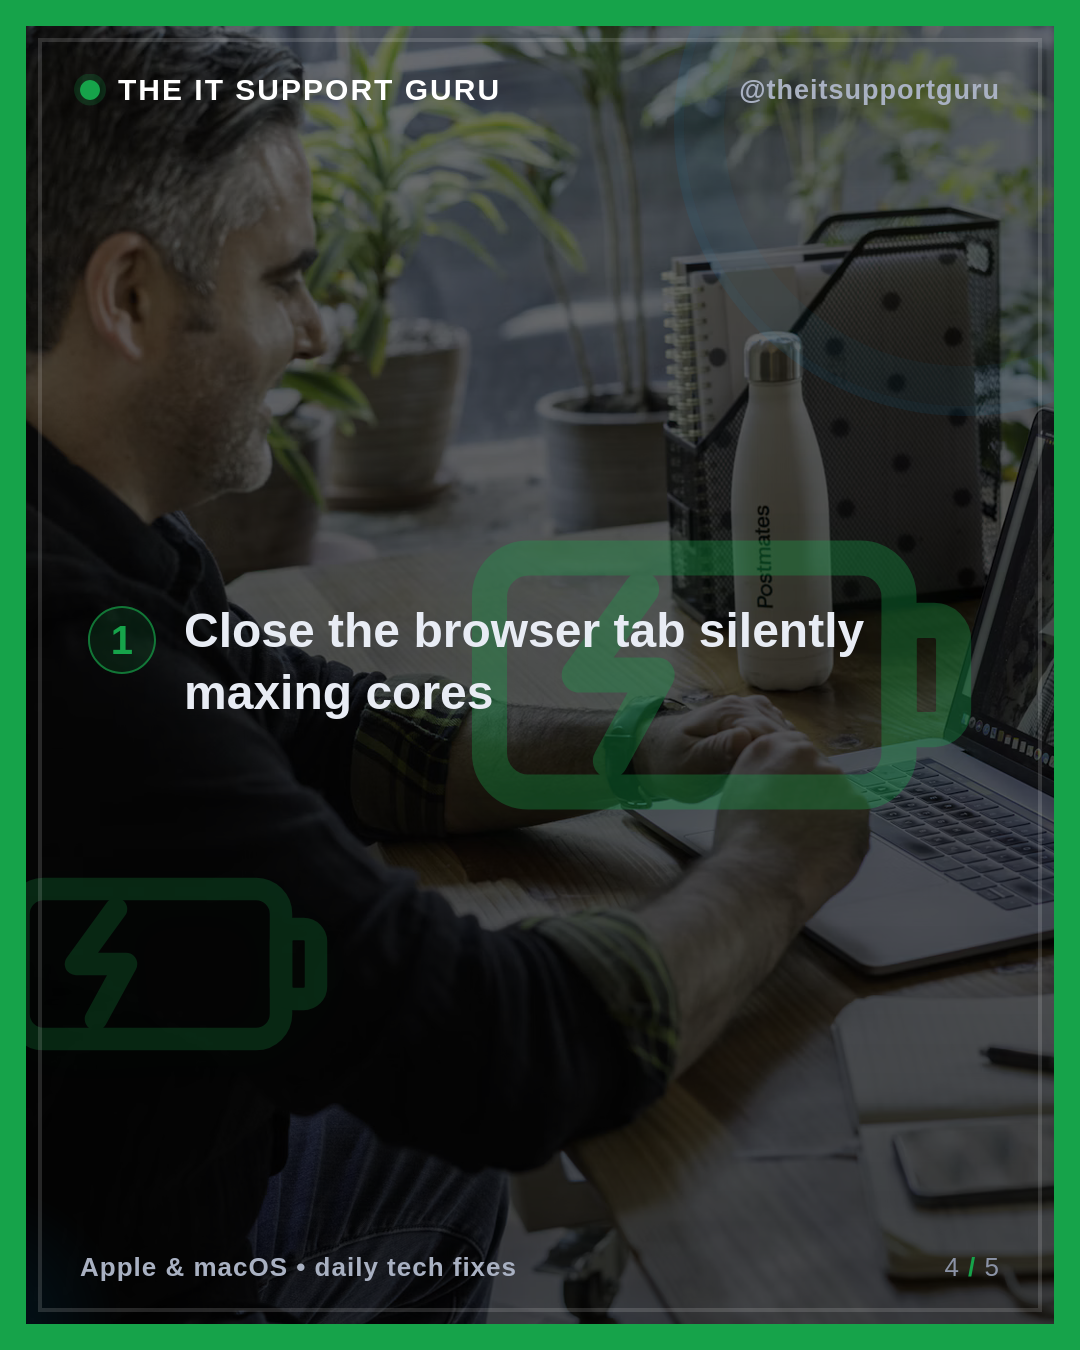 THE IT SUPPORT GURU
@theitsupportguru
Postmates
1
Close the browser tab silently
maxing cores
Apple & macOS • daily tech fixes
4 / 5